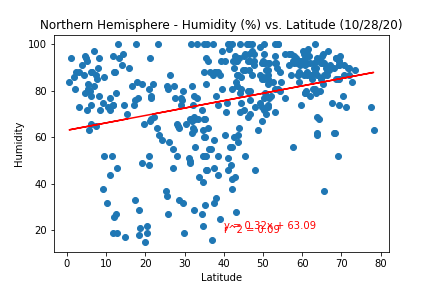 Northern Hemisphere - Humidity (%) vs. Latitude (10/28/20)
100
80
60
40
20
Humidity
y = 0.32x + 63.09
r^2 = 0.09
0
10
20
30
40
50
60
70
80
Latitude